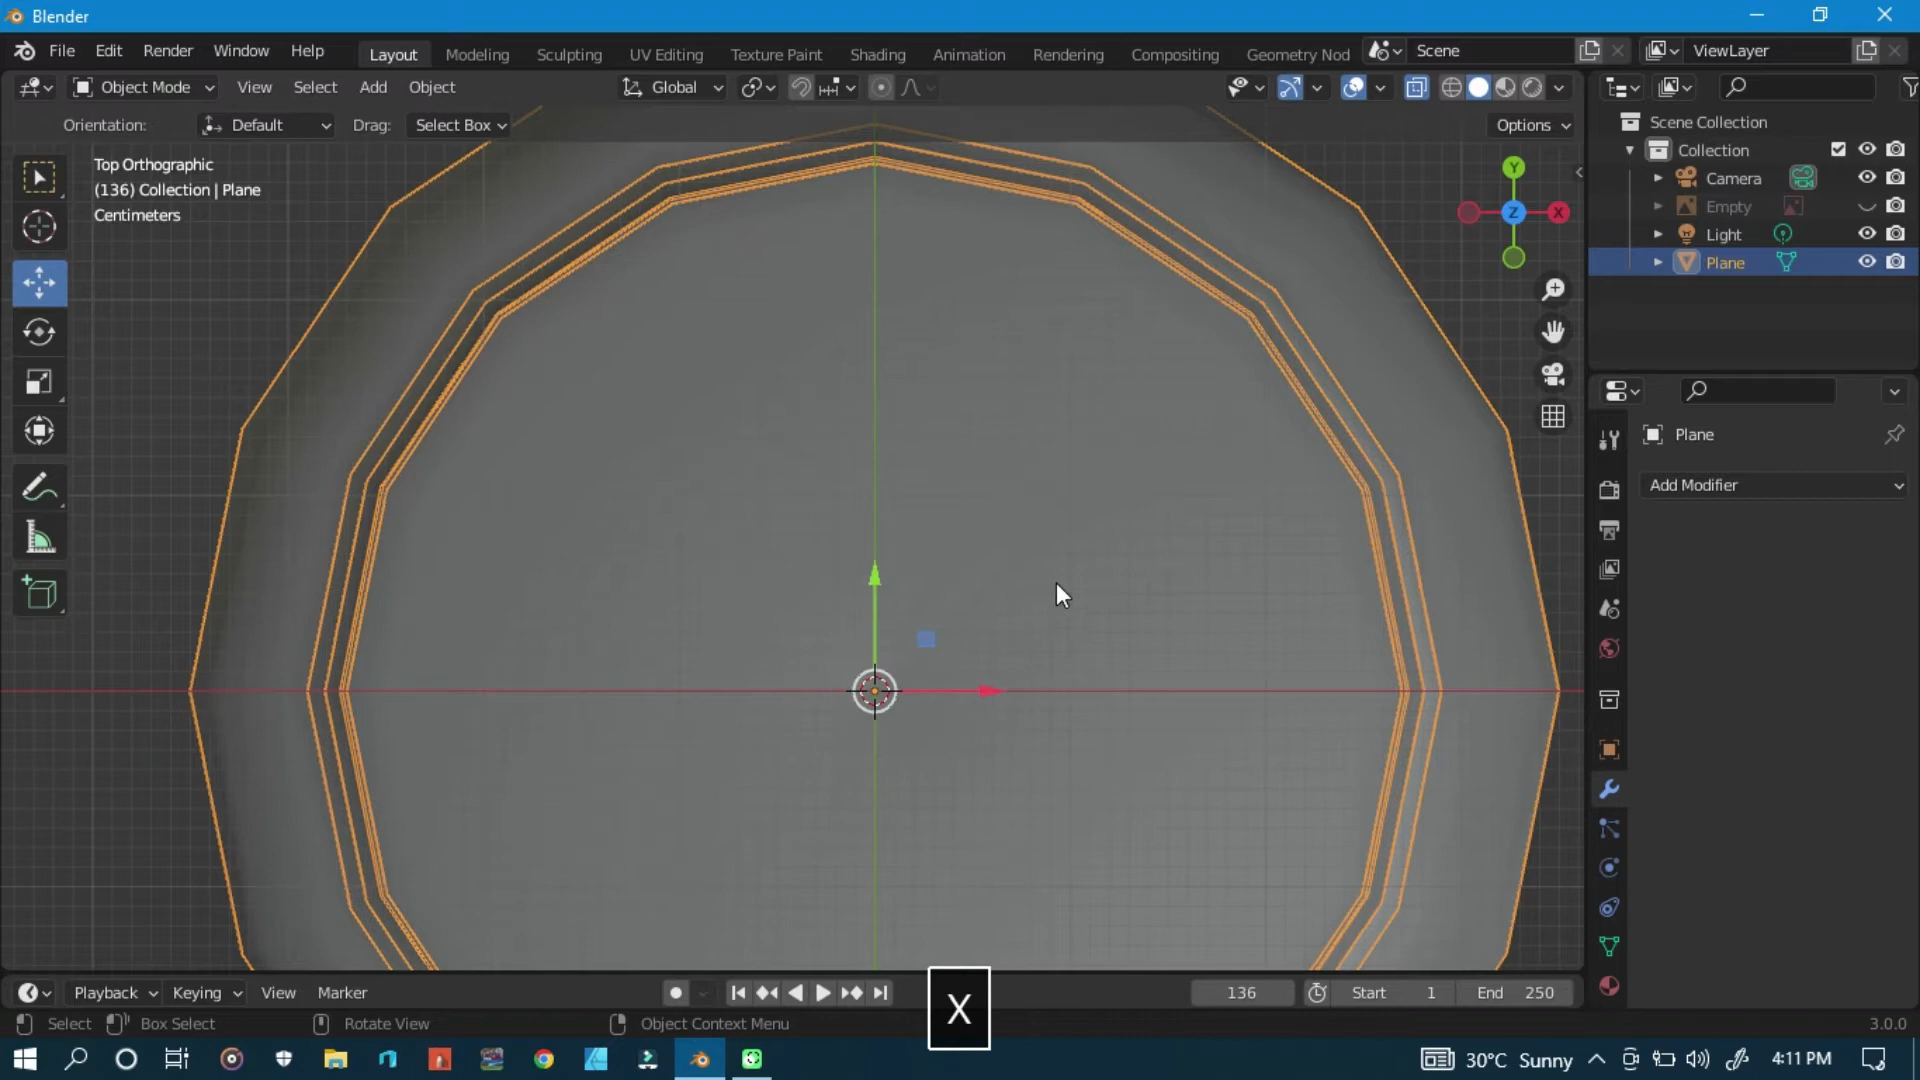 Blender
File Edit Render Window Help Layout Modeling Sculpting UV Editing Texture Paint Shading Animation Rendering Compositing Geometry Nod Scene ViewLayer
Object Mode View Select Add Object Global
Orientation: Default Drag: Select Box Options
Top Orthographic
(136) Collection | Plane
Centimeters
Y
Z
X
Scene Collection
Collection
Camera
Empty
Light
Plane
Plane
Add Modifier
Playback Keying View Marker 136 Start 1 End 250
X
Select Box Select Rotate View Object Context Menu 3.0.0
30°C Sunny 4:11 PM